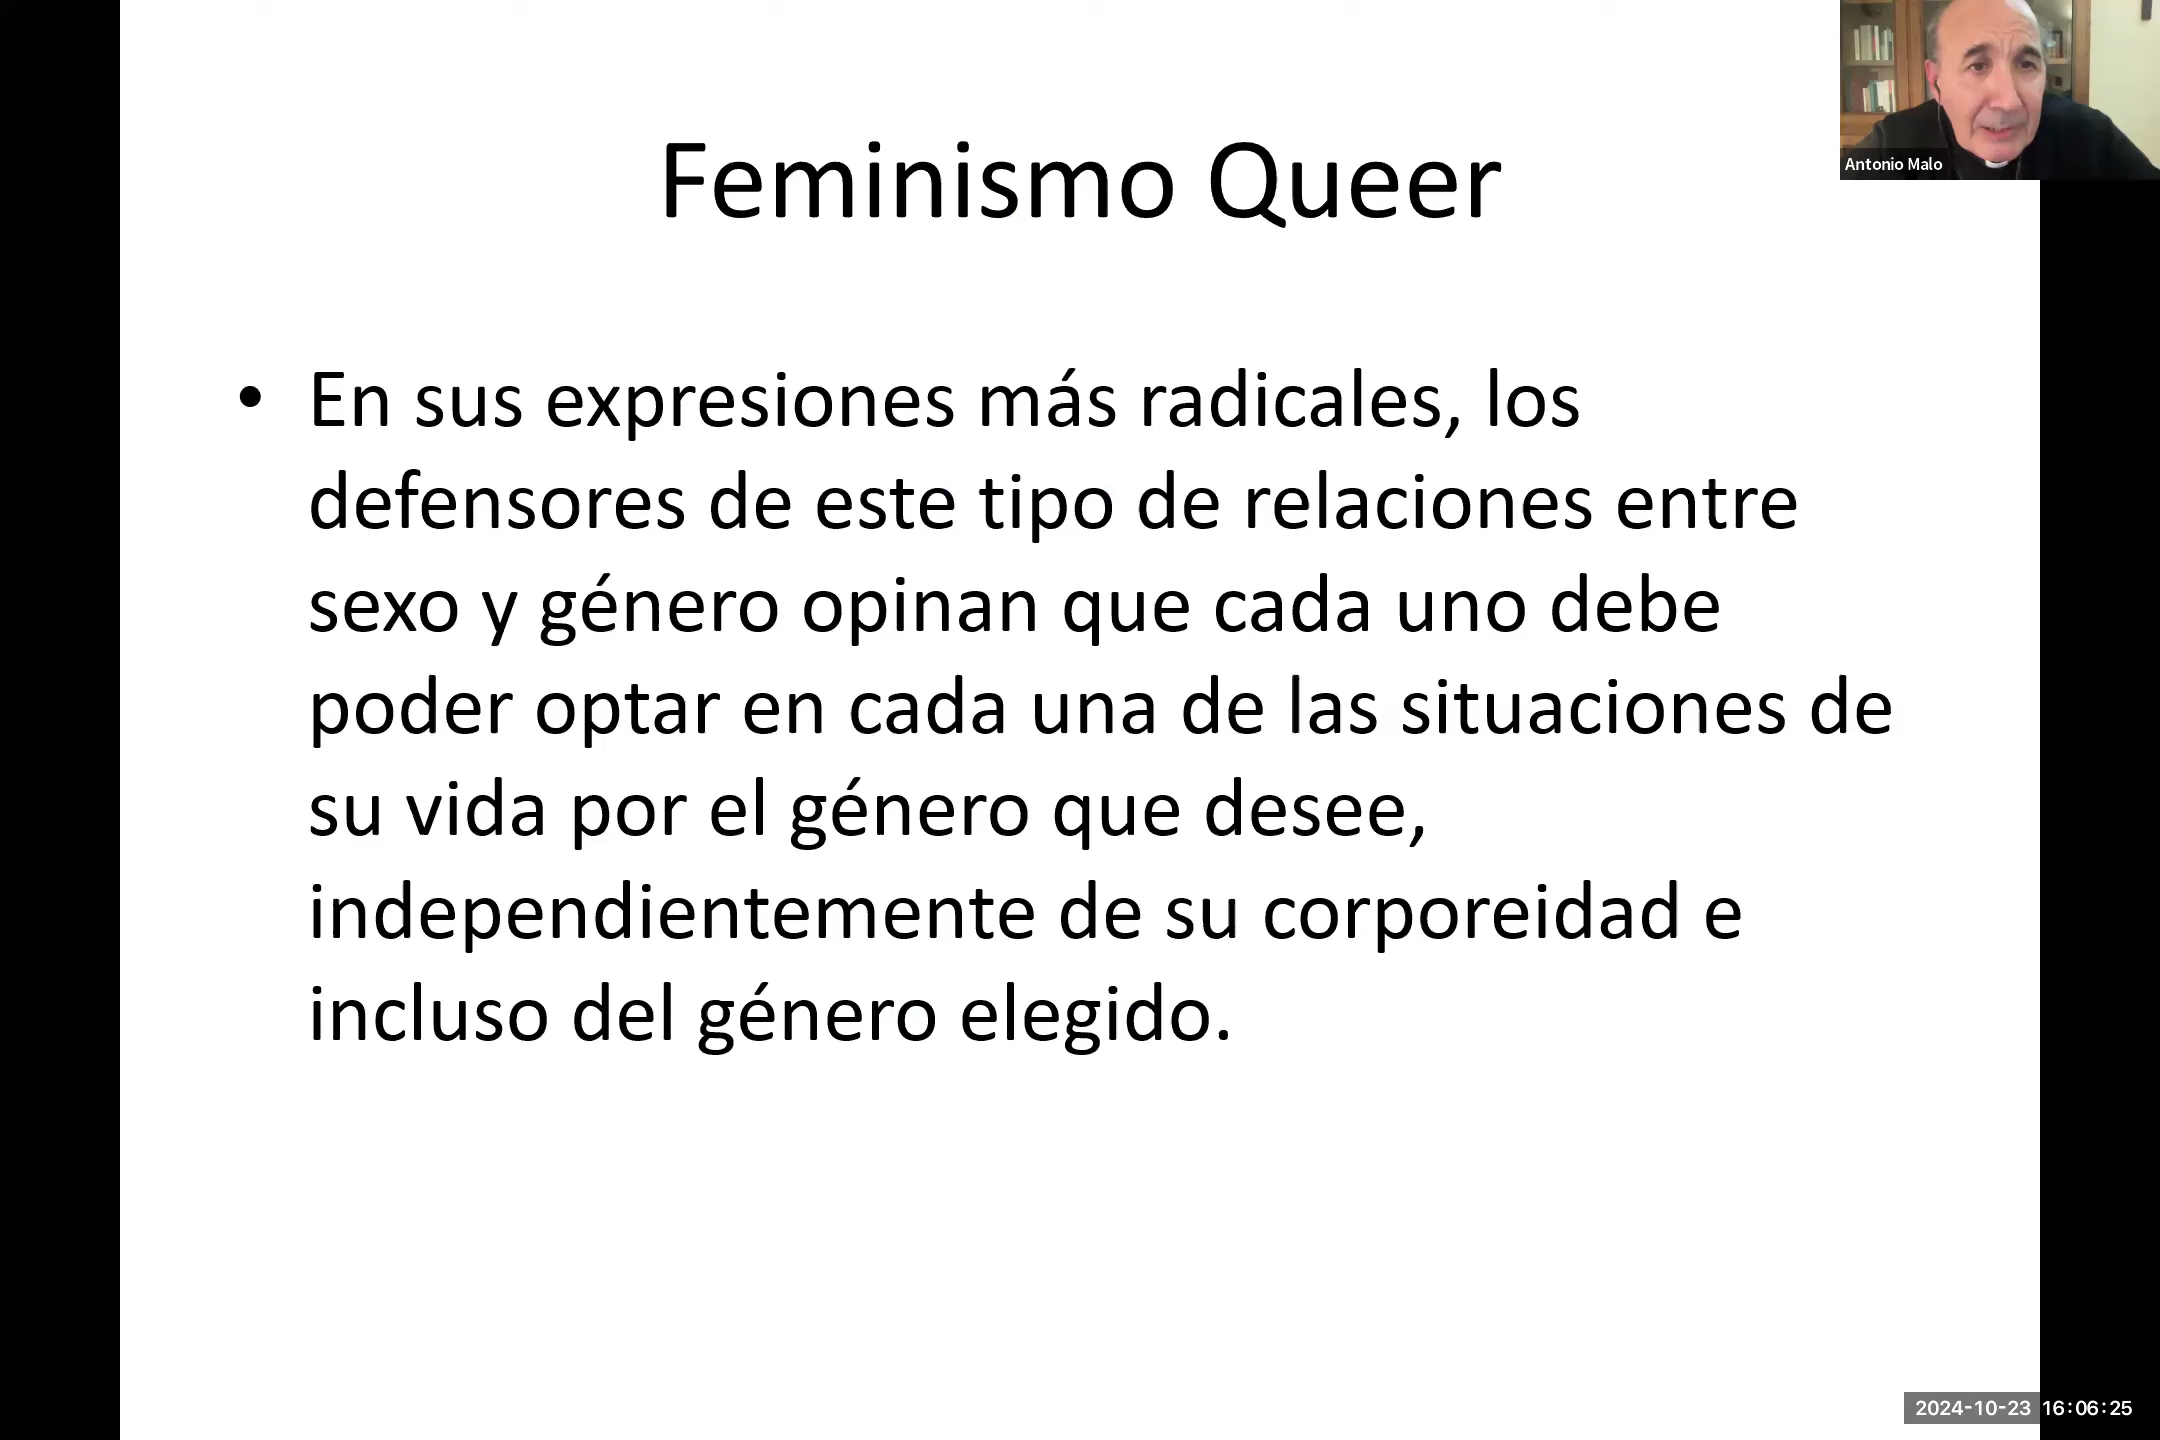 Feminismo Queer
Antonio Malo
• En sus expresiones más radicales, los
defensores de este tipo de relaciones entre
sexo y género opinan que cada uno debe
poder optar en cada una de las situaciones de
su vida por el género que desee,
independientemente de su corporeidad e
incluso del género elegido.
2024-10-23 16:06:25